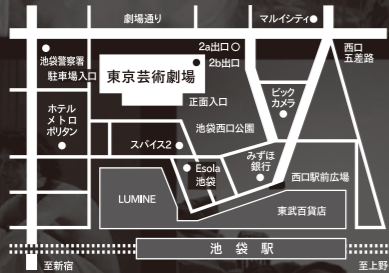 劇場通り
マルイシティ
2a出口
2b出口
西口
五差路
池袋警察署
駐車場入口
東京芸術劇場
正面入口
ビック
カメラ
ホテル
メトロ
ポリタン
池袋西口公園
スパイス2
みずほ
銀行
Esola
池袋
西口駅前広場
LUMINE
東武百貨店
池袋駅
至新宿
至上野